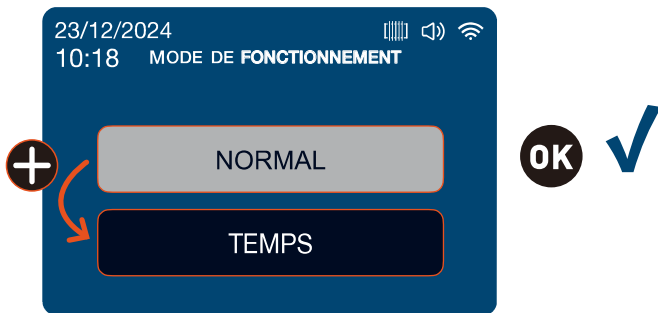 23/12/2024
10:18 MODE DE FONCTIONNEMENT
NORMAL
OK
TEMPS